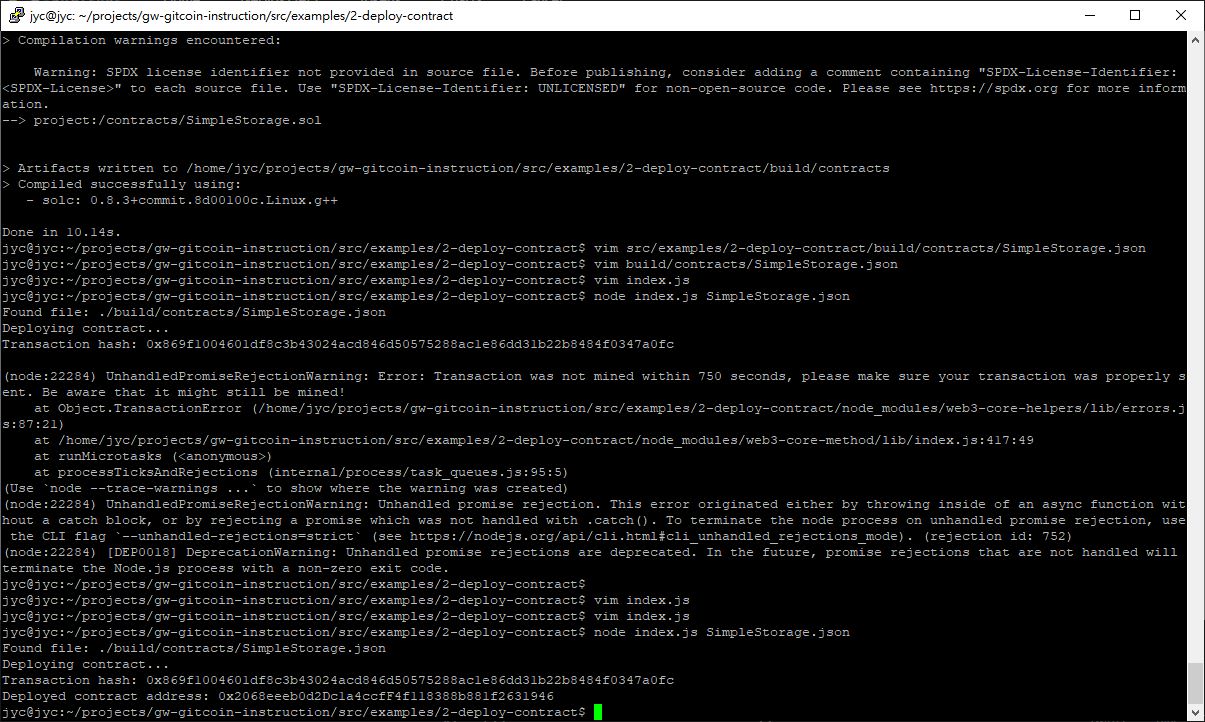 jyc@jyc: ~/projects/gw-gitcoin-instruction/src/examples/2-deploy-contract
> Compilation warnings encountered:
    Warning: SPDX license identifier not provided in source file. Before publishing, consider adding a comment containing "SPDX-License-Identifier:
<SPDX-License>" to each source file. Use "SPDX-License-Identifier: UNLICENSED" for non-open-source code. Please see https://spdx.org for more inform
ation.
--> project:/contracts/SimpleStorage.sol
> Artifacts written to /home/jyc/projects/gw-gitcoin-instruction/src/examples/2-deploy-contract/build/contracts
> Compiled successfully using:
   - solc: 0.8.3+commit.8d00100c.Linux.g++
Done in 10.14s.
jyc@jyc:~/projects/gw-gitcoin-instruction/src/examples/2-deploy-contract$ vim src/examples/2-deploy-contract/build/contracts/SimpleStorage.json
jyc@jyc:~/projects/gw-gitcoin-instruction/src/examples/2-deploy-contract$ vim build/contracts/SimpleStorage.json
jyc@jyc:~/projects/gw-gitcoin-instruction/src/examples/2-deploy-contract$ vim index.js
jyc@jyc:~/projects/gw-gitcoin-instruction/src/examples/2-deploy-contract$ node index.js SimpleStorage.json
Found file: ./build/contracts/SimpleStorage.json
Deploying contract...
Transaction hash: 0x869f1004601df8c3b43024acd846d50575288ac1e86dd31b22b8484f0347a0fc
(node:22284) UnhandledPromiseRejectionWarning: Error: Transaction was not mined within 750 seconds, please make sure your transaction was properly s
ent. Be aware that it might still be mined!
    at Object.TransactionError (/home/jyc/projects/gw-gitcoin-instruction/src/examples/2-deploy-contract/node_modules/web3-core-helpers/lib/errors.j
s:87:21)
    at /home/jyc/projects/gw-gitcoin-instruction/src/examples/2-deploy-contract/node_modules/web3-core-method/lib/index.js:417:49
    at runMicrotasks (<anonymous>)
    at processTicksAndRejections (internal/process/task_queues.js:95:5)
(Use `node --trace-warnings ...` to show where the warning was created)
(node:22284) UnhandledPromiseRejectionWarning: Unhandled promise rejection. This error originated either by throwing inside of an async function wit
hout a catch block, or by rejecting a promise which was not handled with .catch(). To terminate the node process on unhandled promise rejection, use
 the CLI flag `--unhandled-rejections=strict` (see https://nodejs.org/api/cli.html#cli_unhandled_rejections_mode). (rejection id: 752)
(node:22284) [DEP0018] DeprecationWarning: Unhandled promise rejections are deprecated. In the future, promise rejections that are not handled will
terminate the Node.js process with a non-zero exit code.
jyc@jyc:~/projects/gw-gitcoin-instruction/src/examples/2-deploy-contract$
jyc@jyc:~/projects/gw-gitcoin-instruction/src/examples/2-deploy-contract$ vim index.js
jyc@jyc:~/projects/gw-gitcoin-instruction/src/examples/2-deploy-contract$ vim index.js
jyc@jyc:~/projects/gw-gitcoin-instruction/src/examples/2-deploy-contract$ node index.js SimpleStorage.json
Found file: ./build/contracts/SimpleStorage.json
Deploying contract...
Transaction hash: 0x869f1004601df8c3b43024acd846d50575288ac1e86dd31b22b8484f0347a0fc
Deployed contract address: 0x2068eeeb0d2Dc1a4ccfF4f118388b881f2631946
jyc@jyc:~/projects/gw-gitcoin-instruction/src/examples/2-deploy-contract$